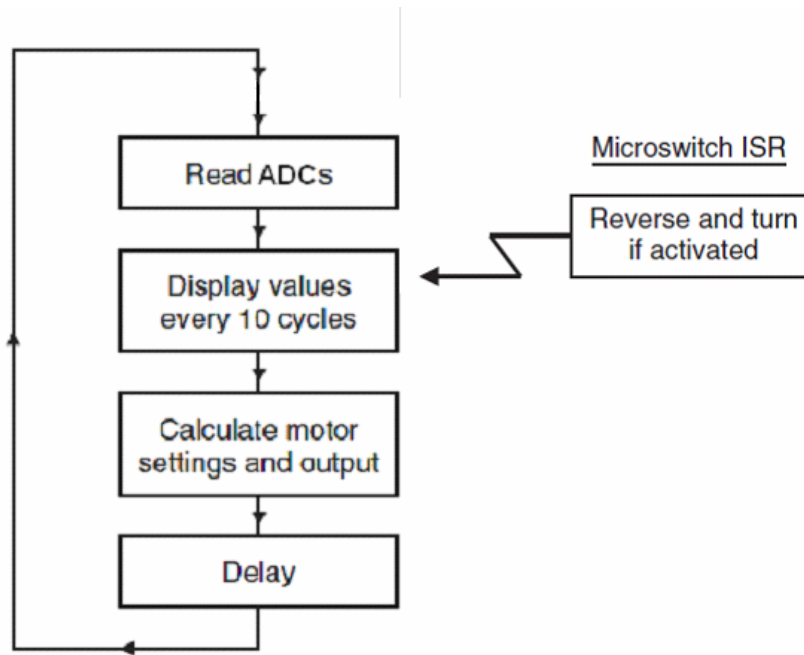 Read ADCs
Display values
every 10 cycles
Calculate motor
settings and output
Delay
Microswitch ISR
Reverse and turn
if activated